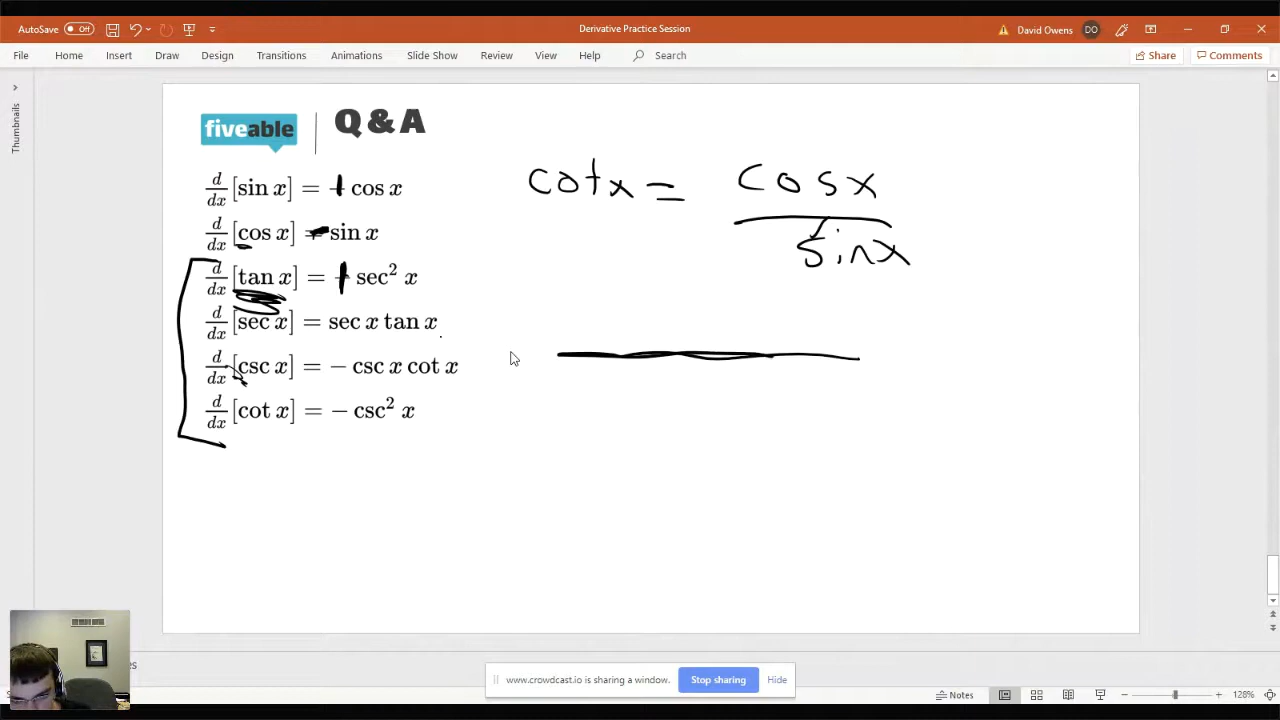 AutoSave Off Derivative Practice Session David Owens DO
File Home Insert Draw Design Transitions Animations Slide Show Review View Help Search Share Comments
Thumbnails
fiveable Q & A
d/dx [sin x] = + cos x
d/dx [cos x] = - sin x
d/dx [tan x] = + sec² x
d/dx [sec x] = sec x tan x
d/dx [csc x] = − csc x cot x
d/dx [cot x] = − csc² x
cot x = cos x / sin x
www.crowdcast.io is sharing a window. Stop sharing Hide
Notes 128%